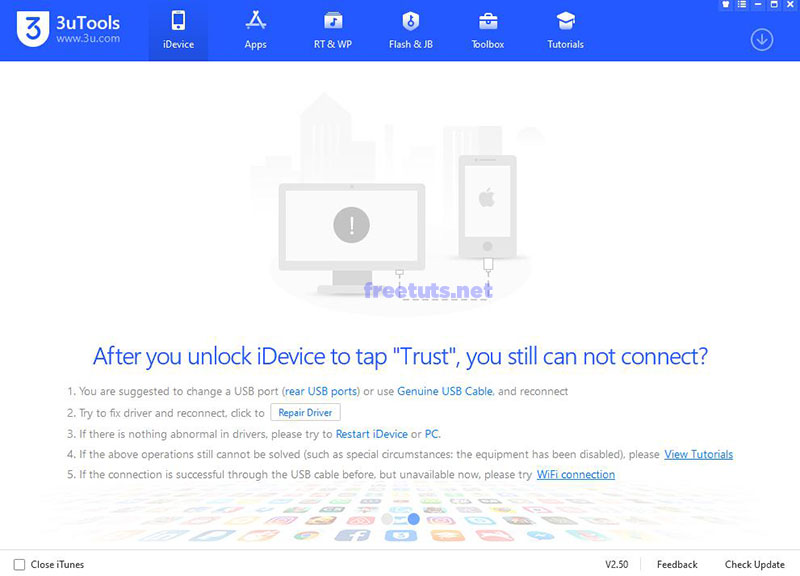 3 3uTools
www.3u.com
iDevice Apps RT & WP Flash & JB Toolbox Tutorials
freetuts.net
After you unlock iDevice to tap "Trust", you still can not connect?
1. You are suggested to change a USB port (rear USB ports) or use Genuine USB Cable, and reconnect
2. Try to fix driver and reconnect, click to Repair Driver
3. If there is nothing abnormal in drivers, please try to Restart iDevice or PC.
4. If the above operations still cannot be solved (such as special circumstances: the equipment has been disabled), please View Tutorials
5. If the connection is successful through the USB cable before, but unavailable now, please try WiFi connection
Close iTunes V2.50 Feedback Check Update